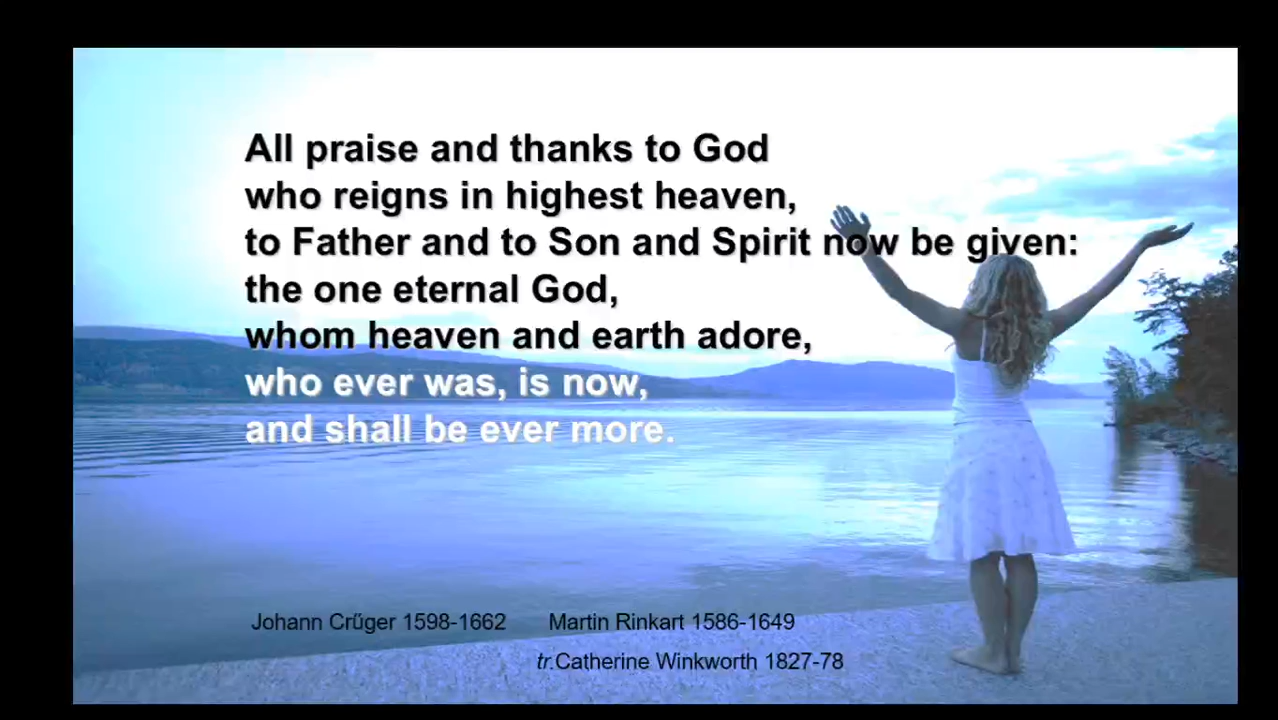 All praise and thanks to God
who reigns in highest heaven,
to Father and to Son and Spirit now be given:
the one eternal God,
whom heaven and earth adore,
who ever was, is now,
and shall be ever more.
Johann Crűger 1598-1662 Martin Rinkart 1586-1649
tr.Catherine Winkworth 1827-78